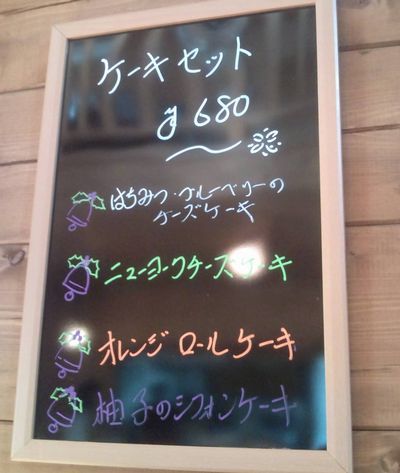 ケーキセット
¥680
はちみつ・ブルーベリーの
チーズケーキ
ニューヨークチーズケーキ
オレンジロールケーキ
柚子のシフォンケーキ